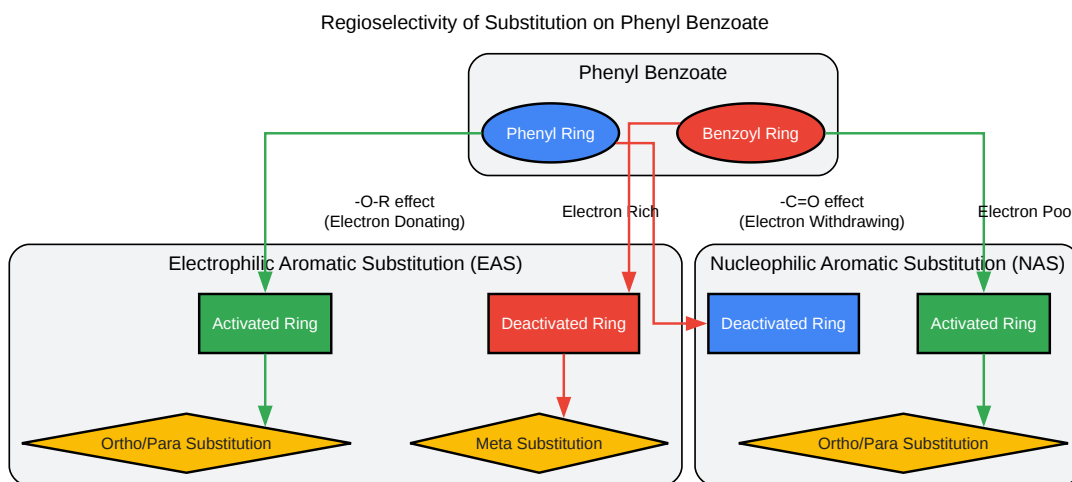 Regioselectivity of Substitution on Phenyl Benzoate
Phenyl Benzoate
Phenyl Ring
Benzoyl Ring
-O-R effect
(Electron Donating)
Electron Rich
-C=O effect
(Electron Withdrawing)
Electron Poo
Electrophilic Aromatic Substitution (EAS)
Nucleophilic Aromatic Substitution (NAS)
Activated Ring
Deactivated Ring
Deactivated Ring
Activated Ring
Ortho/Para Substitution
Meta Substitution
Ortho/Para Substitution